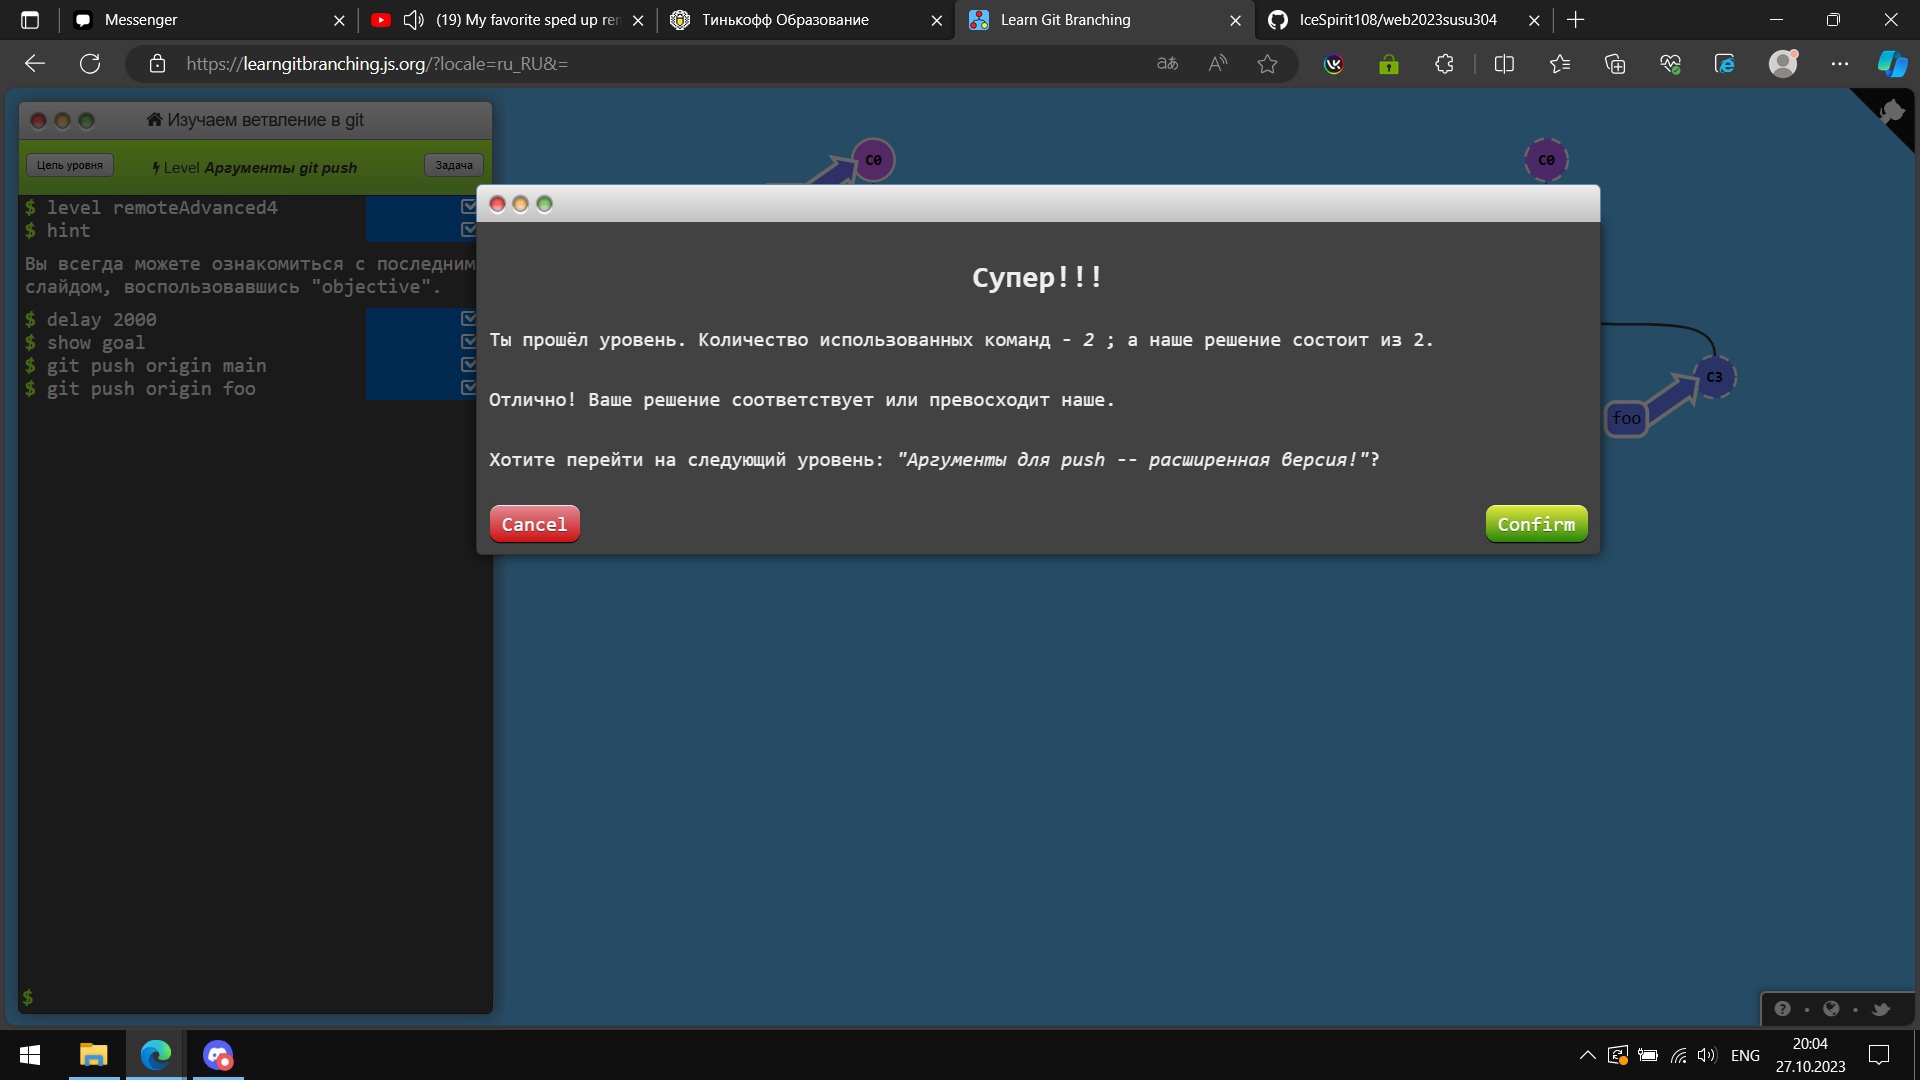 Messenger
(19) My favorite sped up
Тинькофф Образование
Learn Git Branching
IceSpirit108/web2023susu304
https://learngitbranching.js.org/?locale=ru_RU&=
Изучаем ветвление в git
Цель уровня
Level Аргументы git push
Задача
$ level remoteAdvanced4
$ hint
Вы всегда можете ознакомиться с последним
слайдом, воспользовавшись "objective".
$ delay 2000
$ show goal
$ git push origin main
$ git push origin foo
$
C0
C0
C3
foo
Супер!!!
Ты прошёл уровень. Количество использованных команд - 2 ; а наше решение состоит из 2.
Отлично! Ваше решение соответствует или превосходит наше.
Хотите перейти на следующий уровень: "Аргументы для push -- расширенная версия!"?
Cancel
Confirm
ENG
20:04
27.10.2023